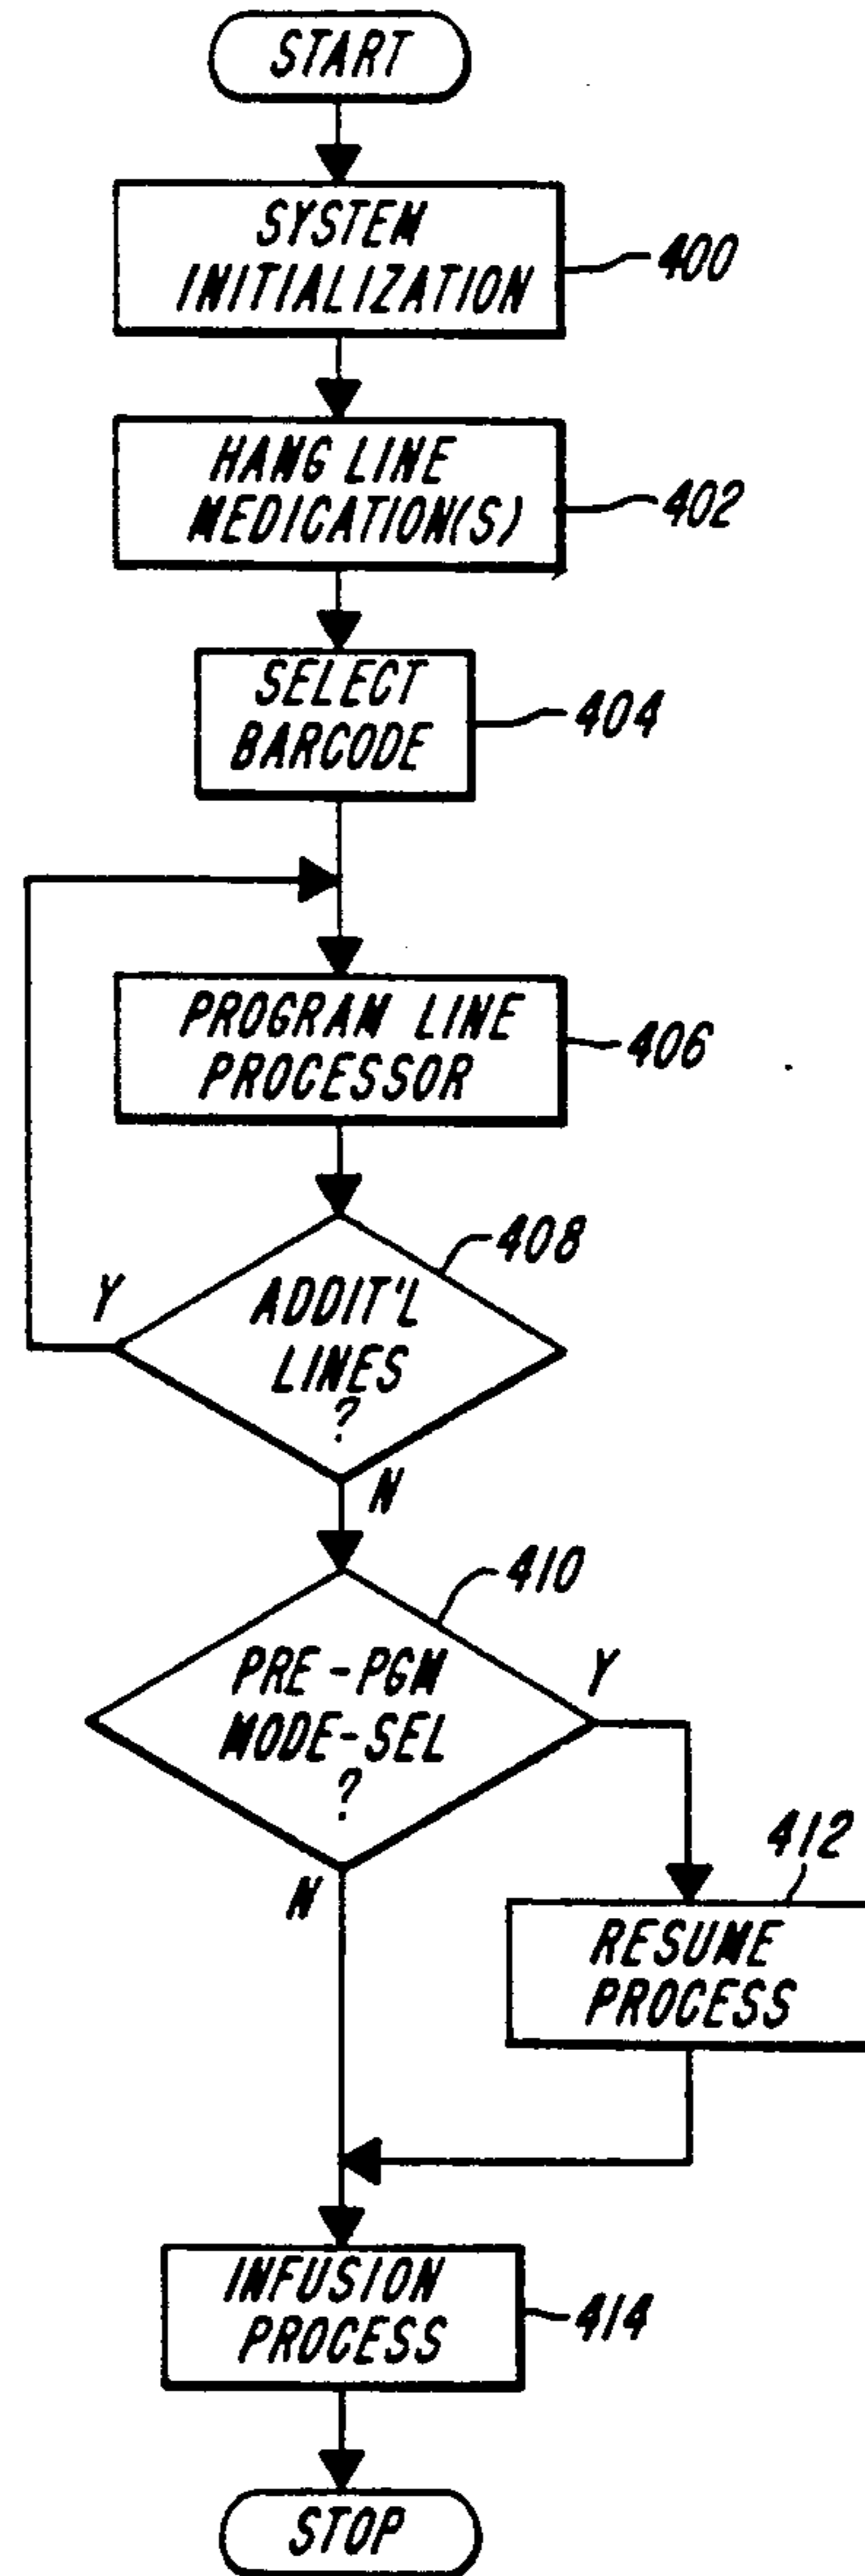 START
SYSTEM
INITIALIZATION
400
HANG LINE
MEDICATION(S)
402
SELECT
BARCODE
404
PROGRAM LINE
PROCESSOR
406
408
ADDIT'L
LINES
?
Y
N
410
PRE-PGM
MODE-SEL
?
Y
N
412
RESUME
PROCESS
INFUSION
PROCESS
414
STOP